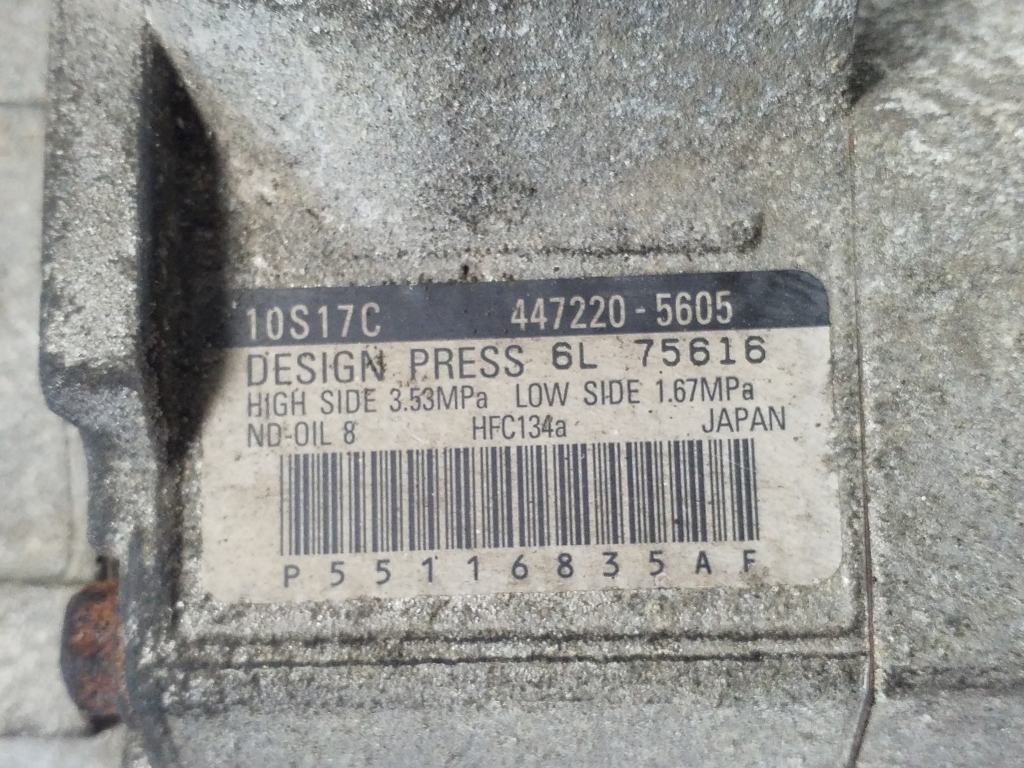 10S17C 447220-5605
DESIGN PRESS 6L 75616
HIGH SIDE 3.53MPa LOW SIDE 1.67MPa
ND-OIL 8 HFC134a JAPAN
P55116835AF